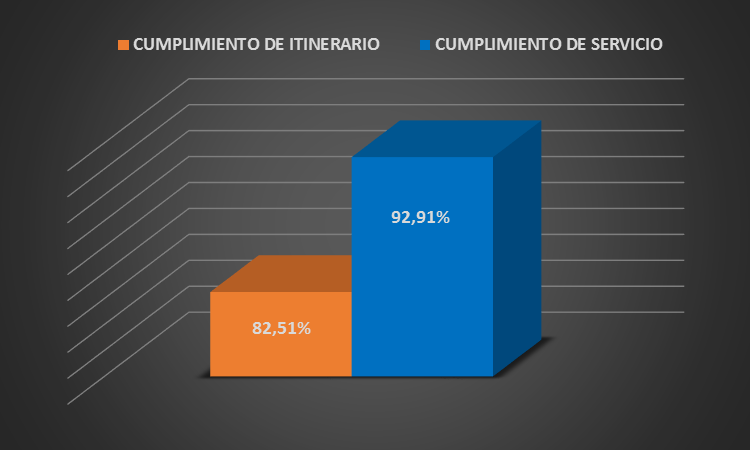 CUMPLIMIENTO DE ITINERARIO
CUMPLIMIENTO DE SERVICIO
92,91%
82,51%